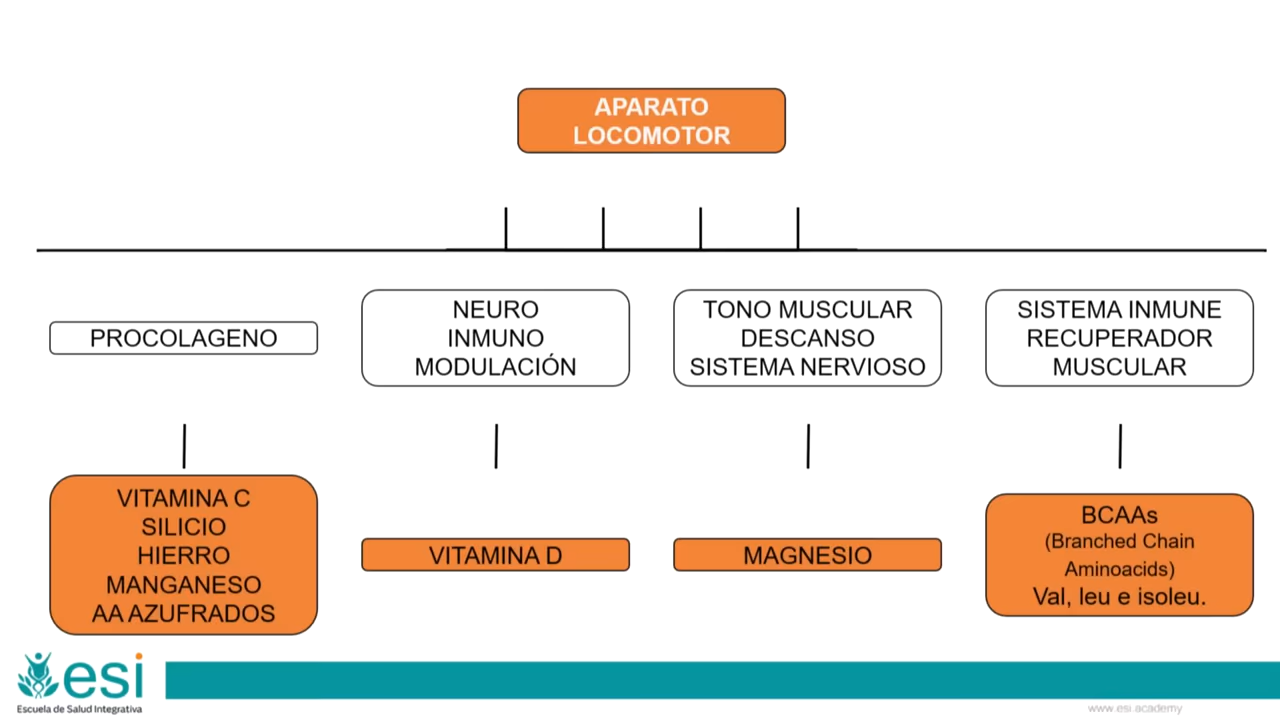 APARATO
LOCOMOTOR
PROCOLAGENO
NEURO
INMUNO
MODULACIÓN
TONO MUSCULAR
DESCANSO
SISTEMA NERVIOSO
SISTEMA INMUNE
RECUPERADOR
MUSCULAR
VITAMINA C
SILICIO
HIERRO
MANGANESO
AA AZUFRADOS
VITAMINA D
MAGNESIO
BCAAs
(Branched Chain
Aminoacids)
Val, leu e isoleu.
esi
Escuela de Salud Integrativa
www.esi.academy